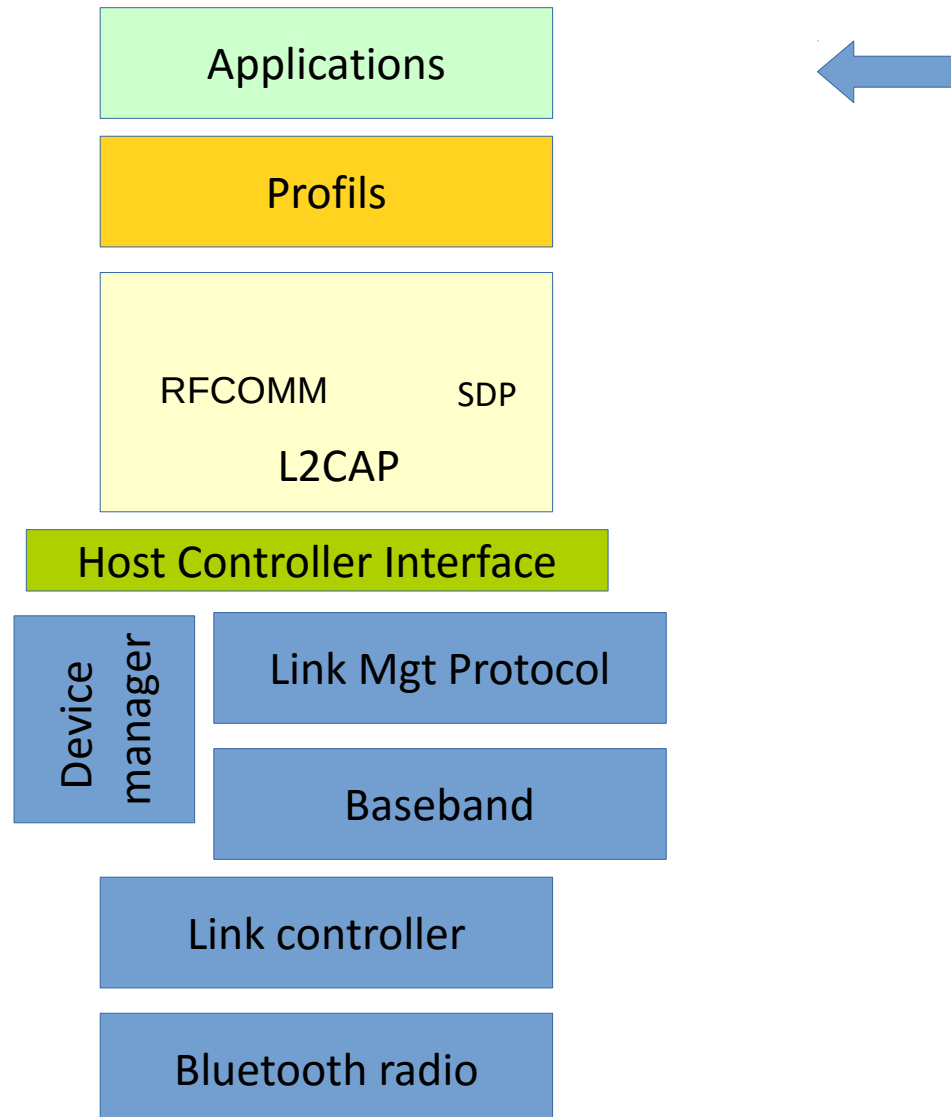 Applications
Profils
RFCOMM
SDP
L2CAP
Host Controller Interface
Device
manager
Link Mgt Protocol
Baseband
Link controller
Bluetooth radio